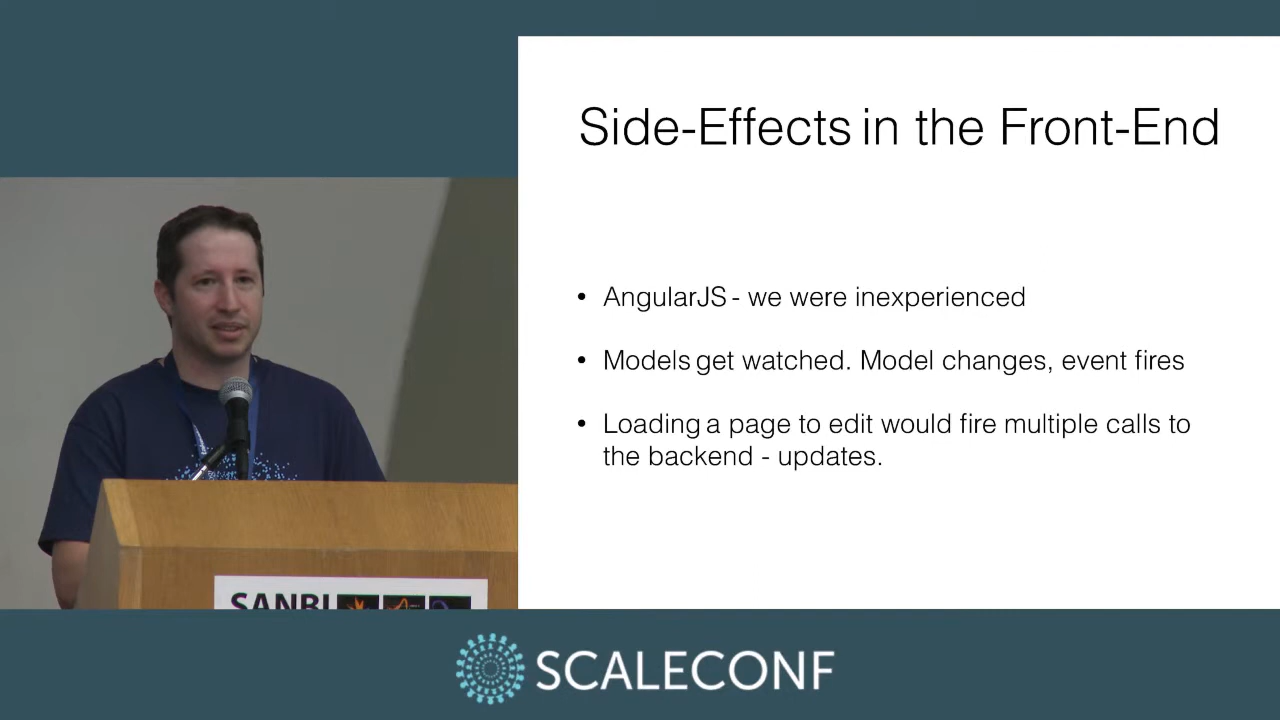 Side-Effects in the Front-End
• AngularJS - we were inexperienced
• Models get watched. Model changes, event fires
• Loading a page to edit would fire multiple calls to
the backend - updates.
SANBI
SCALECONF